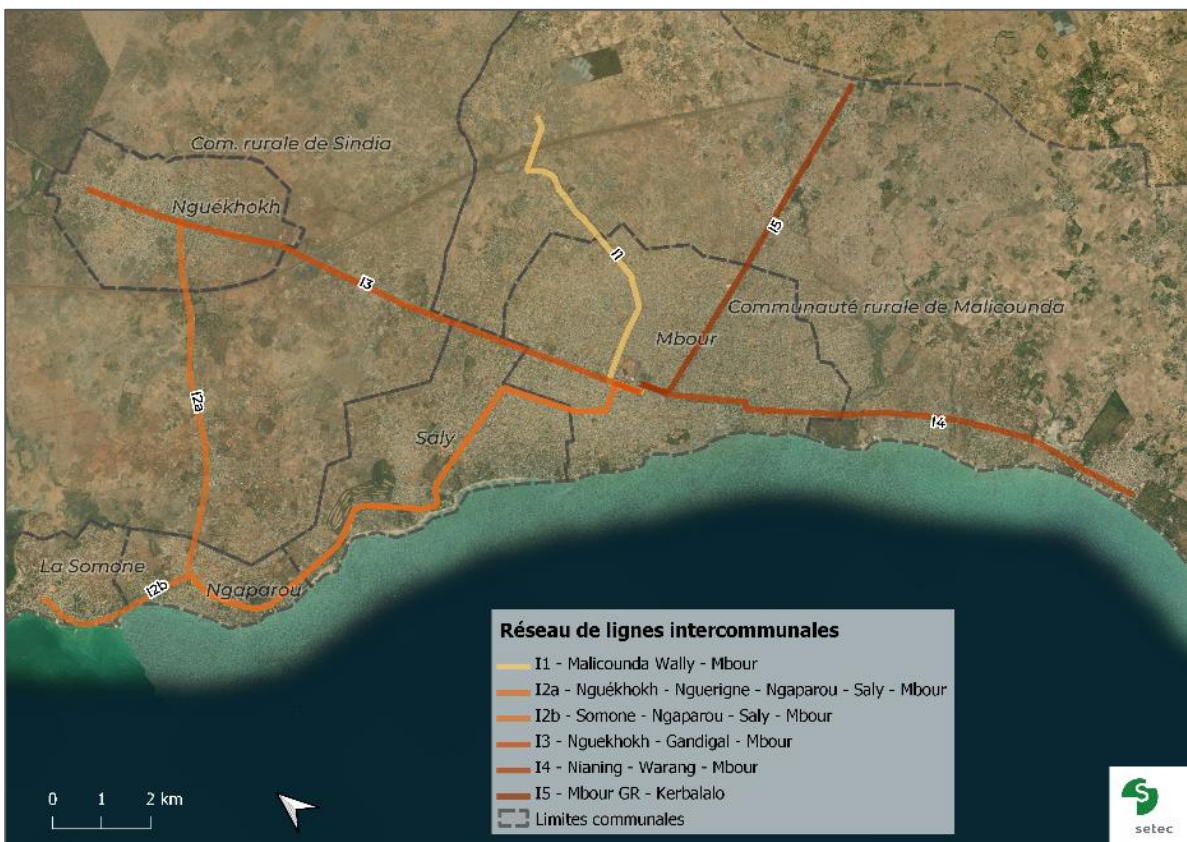 Com. rurale de Sindia
Nguékhokh
I1
I5
I3
Communauté rurale de Malicounda
Mbour
I2a
Saly
I4
La Somone
I2b
Ngaparou
Réseau de lignes intercommunales
I1 - Malicounda Wally - Mbour
I2a - Nguékhokh - Nguerigne - Ngaparou - Saly - Mbour
I2b - Somone - Ngaparou - Saly - Mbour
I3 - Nguekhokh - Gandigal - Mbour
I4 - Nianing - Warang - Mbour
I5 - Mbour GR - Kerbalalo
Limites communales
0 1 2 km
S
setec